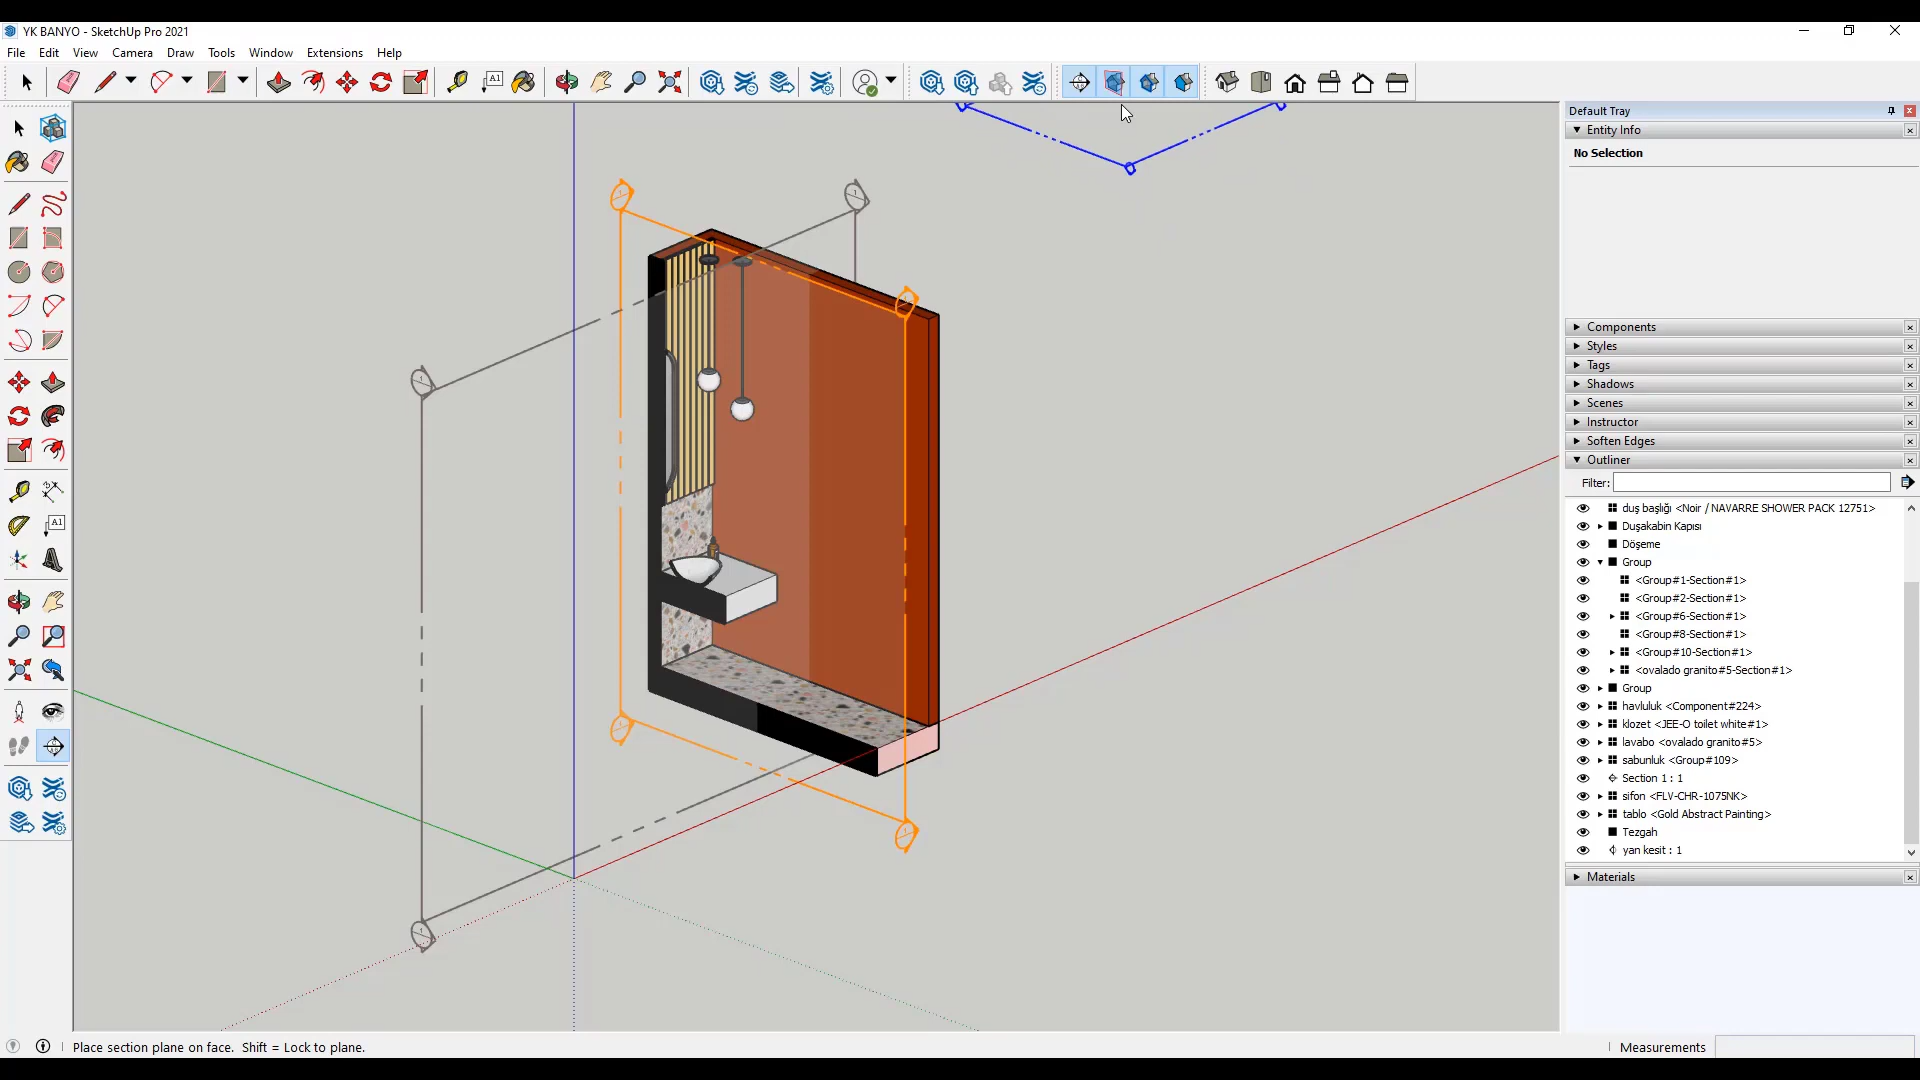 YK BANYO - SketchUp Pro 2021
File Edit View Camera Draw Tools Window Extensions Help
A1
Default Tray
Entity Info
No Selection
Components
Styles
Tags
Shadows
Scenes
Instructor
Soften Edges
Outliner
Filter:
duş başlığı <Noir / NAVARRE SHOWER PACK 12751>
Duşakabin Kapısı
Döşeme
Group
<Group#1-Section#1>
<Group#2-Section#1>
<Group#6-Section#1>
<Group#8-Section#1>
<Group#10-Section#1>
<ovalado granito#5-Section#1>
Group
havluluk <Component#224>
klozet <JEE-O toilet white#1>
lavabo <ovalado granito#5>
sabunluk <Group#109>
Section 1 : 1
sifon <FLV-CHR-1075NK>
tablo <Gold Abstract Painting>
Tezgah
yan kesit : 1
Materials
A1
Place section plane on face. Shift = Lock to plane.
Measurements